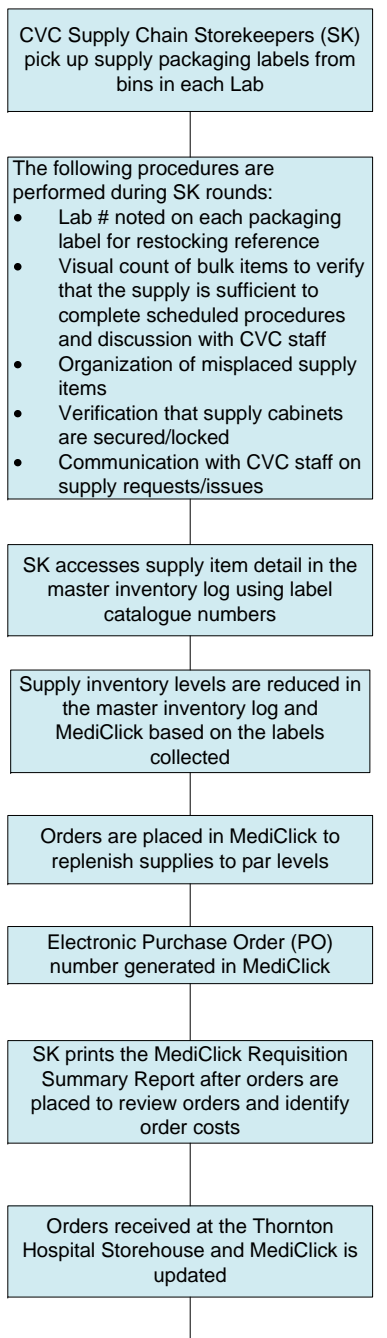 CVC Supply Chain Storekeepers (SK)
pick up supply packaging labels from
bins in each Lab
The following procedures are
performed during SK rounds:
• Lab # noted on each packaging
label for restocking reference
• Visual count of bulk items to verify
that the supply is sufficient to
complete scheduled procedures
and discussion with CVC staff
• Organization of misplaced supply
items
• Verification that supply cabinets
are secured/locked
• Communication with CVC staff on
supply requests/issues
SK accesses supply item detail in the
master inventory log using label
catalogue numbers
Supply inventory levels are reduced in
the master inventory log and
MediClick based on the labels
collected
Orders are placed in MediClick to
replenish supplies to par levels
Electronic Purchase Order (PO)
number generated in MediClick
SK prints the MediClick Requisition
Summary Report after orders are
placed to review orders and identify
order costs
Orders received at the Thornton
Hospital Storehouse and MediClick is
updated